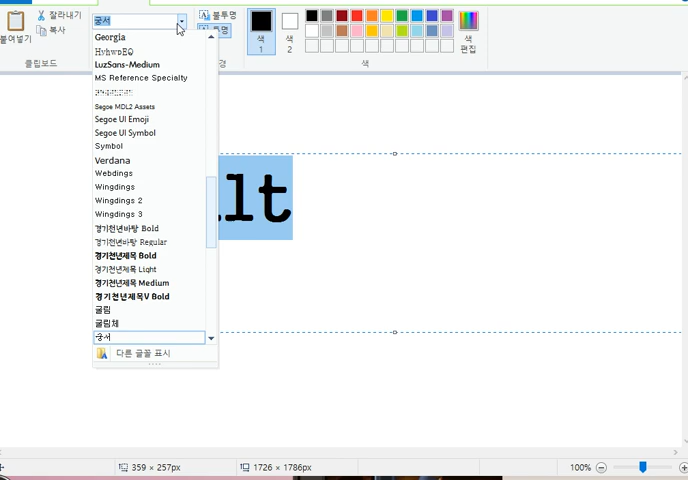 궁서
불투명
투명
붙여넣기
잘라내기
복사
클립보드
경
색
1
색
2
색
편집
색
Georgia
HyhwpEQ
LuzSans-Medium
MS Reference Specialty
Segoe MDL2 Assets
Segoe UI Emoji
Segoe UI Symbol
Symbol
Verdana
Webdings
Wingdings
Wingdings 2
Wingdings 3
경기천년바탕 Bold
경기천년바탕 Regular
경기천년제목 Bold
경기천년제목 Light
경기천년제목 Medium
경기천년제목V Bold
굴림
굴림체
궁서
다른 글꼴 표시
lt
359 × 257px
1726 × 1786px
100%